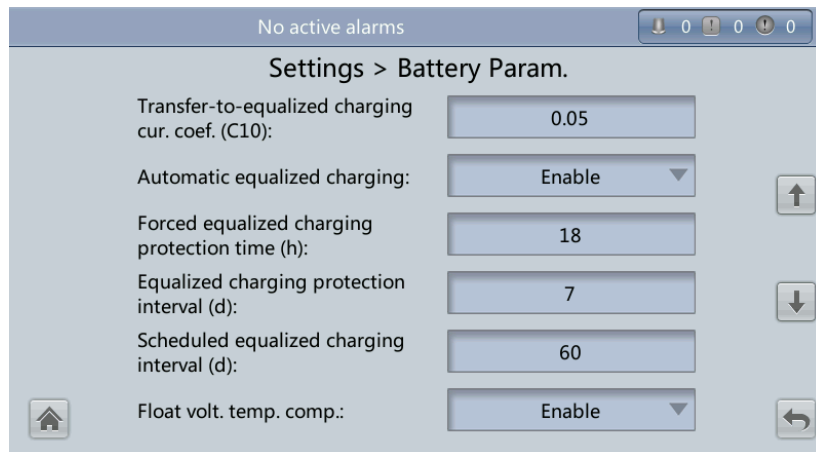 No active alarms
0 0 0
Settings > Battery Param.
Transfer-to-equalized charging
cur. coef. (C10):
0.05
Automatic equalized charging:
Enable
Forced equalized charging
protection time (h):
18
Equalized charging protection
interval (d):
7
Scheduled equalized charging
interval (d):
60
Float volt. temp. comp.:
Enable